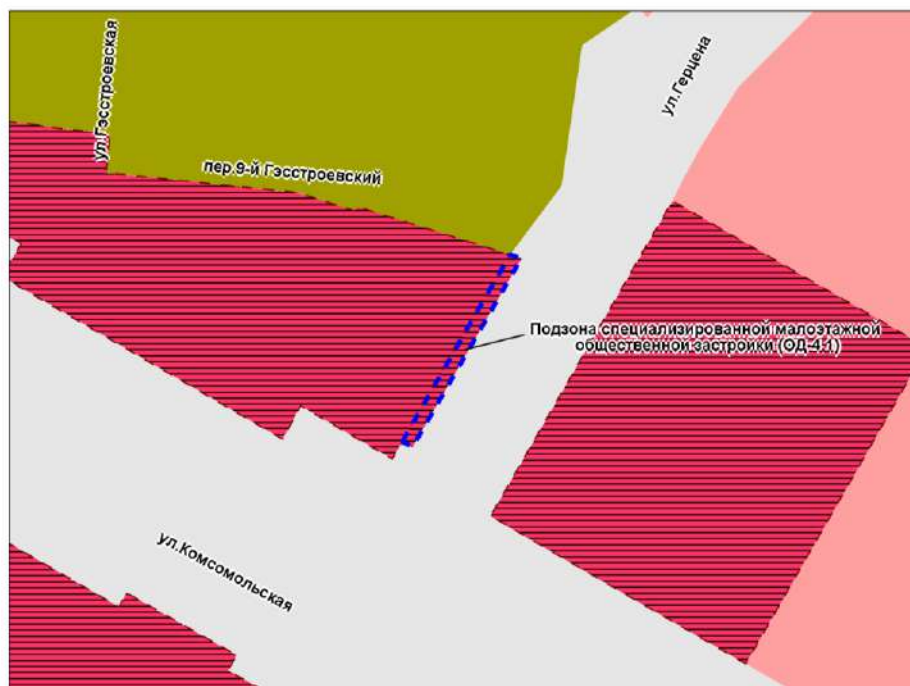 ул.Гэсстроевская
ул.Герцена
пер.9-й Гэсстроевский
Подзона специализированной малоэтажной
общественной застройки (ОД-4.1)
ул.Комсомольская